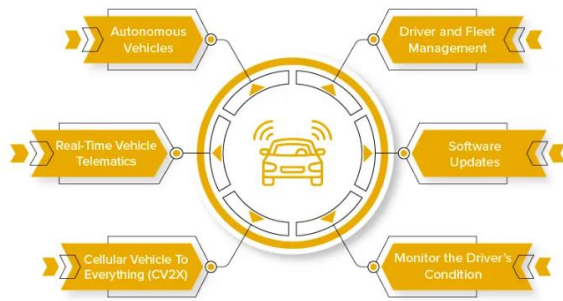 Autonomous
Vehicles
Driver and Fleet
Management
Real-Time Vehicle
Telematics
Software
Updates
Cellular Vehicle To
Everything (CV2X)
Monitor the Driver's
Condition